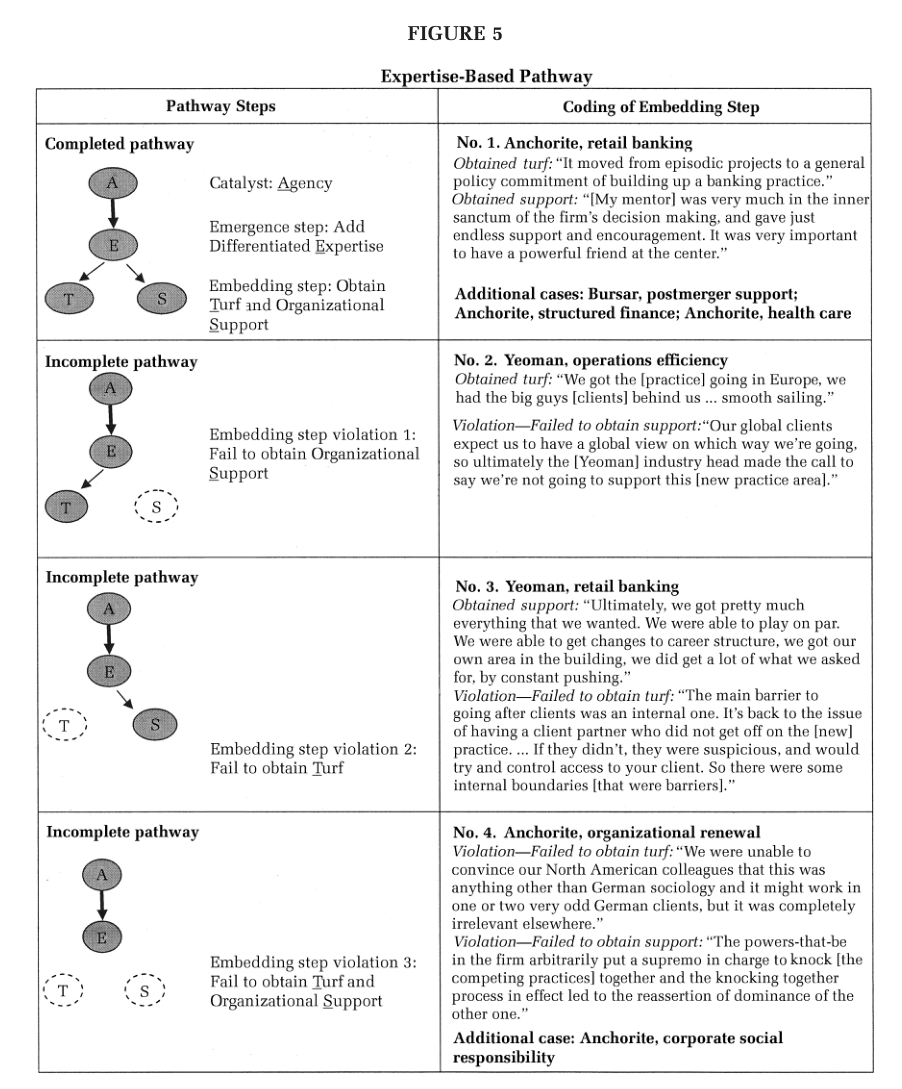 FIGURE 5
Expertise-Based Pathway
Pathway Steps
Coding of Embedding Step
Completed pathway
A
E
T
S
Catalyst: Agency
Emergence step: Add
Differentiated Expertise
Embedding step: Obtain
Turf and Organizational
Support
No. 1. Anchorite, retail banking
Obtained turf: “It moved from episodic projects to a general
policy commitment of building up a banking practice.”
Obtained support: “[My mentor] was very much in the inner
sanctum of the firm’s decision making, and gave just
endless support and encouragement. It was very important
to have a powerful friend at the center.”
Additional cases: Bursar, postmerger support;
Anchorite, structured finance; Anchorite, health care
Incomplete pathway
A
E
T
S
Embedding step violation 1:
Fail to obtain Organizational
Support
No. 2. Yeoman, operations efficiency
Obtained turf: “We got the [practice] going in Europe, we
had the big guys [clients] behind us ... smooth sailing.”
Violation—Failed to obtain support:“Our global clients
expect us to have a global view on which way we’re going,
so ultimately the [Yeoman] industry head made the call to
say we’re not going to support this [new practice area].”
Incomplete pathway
A
E
T
S
Embedding step violation 2:
Fail to obtain Turf
No. 3. Yeoman, retail banking
Obtained support: “Ultimately, we got pretty much
everything that we wanted. We were able to play on par.
We were able to get changes to career structure, we got our
own area in the building, we did get a lot of what we asked
for, by constant pushing.”
Violation—Failed to obtain turf: “The main barrier to
going after clients was an internal one. It’s back to the issue
of having a client partner who did not get off on the [new]
practice. ... If they didn’t, they were suspicious, and would
try and control access to your client. So there were some
internal boundaries [that were barriers].”
Incomplete pathway
A
E
T
S
Embedding step violation 3:
Fail to obtain Turf and
Organizational Support
No. 4. Anchorite, organizational renewal
Violation—Failed to obtain turf: “We were unable to
convince our North American colleagues that this was
anything other than German sociology and it might work in
one or two very odd German clients, but it was completely
irrelevant elsewhere.”
Violation—Failed to obtain support: “The powers-that-be
in the firm arbitrarily put a supremo in charge to knock [the
competing practices] together and the knocking together
process in effect led to the reassertion of dominance of the
other one.”
Additional case: Anchorite, corporate social
responsibility